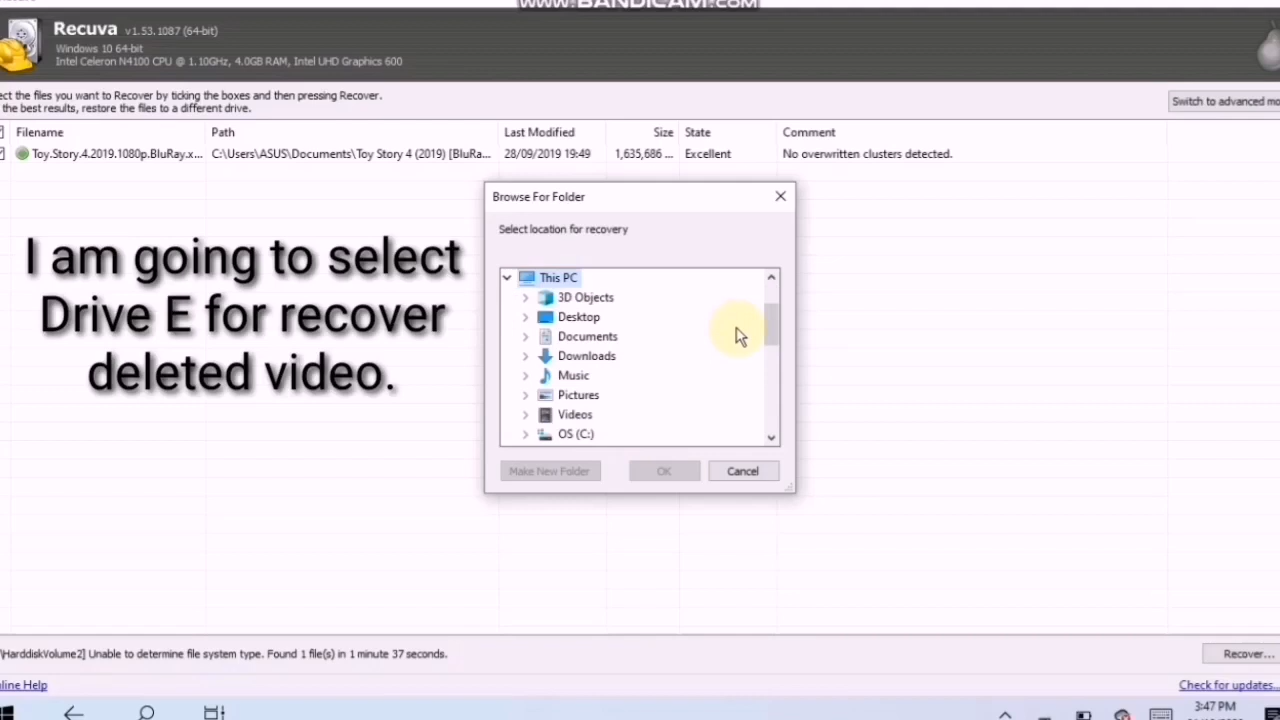 www.BANDICAM.com
Recuva v1.53.1087 (64-bit)
Windows 10 64-bit
Intel Celeron N4100 CPU @ 1.10GHz, 4.0GB RAM, Intel UHD Graphics 600
ect the files you want to Recover by ticking the boxes and then pressing Recover.
the best results, restore the files to a different drive.
Switch to advanced mo
Filename Path Last Modified Size State Comment
Toy.Story.4.2019.1080p.BluRay.x... C:\Users\ASUS\Documents\Toy Story 4 (2019) [BluRa... 28/09/2019 19:49 1,635,686 ... Excellent No overwritten clusters detected.
Browse For Folder
Select location for recovery
This PC
3D Objects
Desktop
Documents
Downloads
Music
Pictures
Videos
OS (C:)
Make New Folder OK Cancel
I am going to select
Drive E for recover
deleted video.
\HarddiskVolume2] Unable to determine file system type. Found 1 file(s) in 1 minute 37 seconds.
Recover...
line Help
Check for updates...
3:47 PM